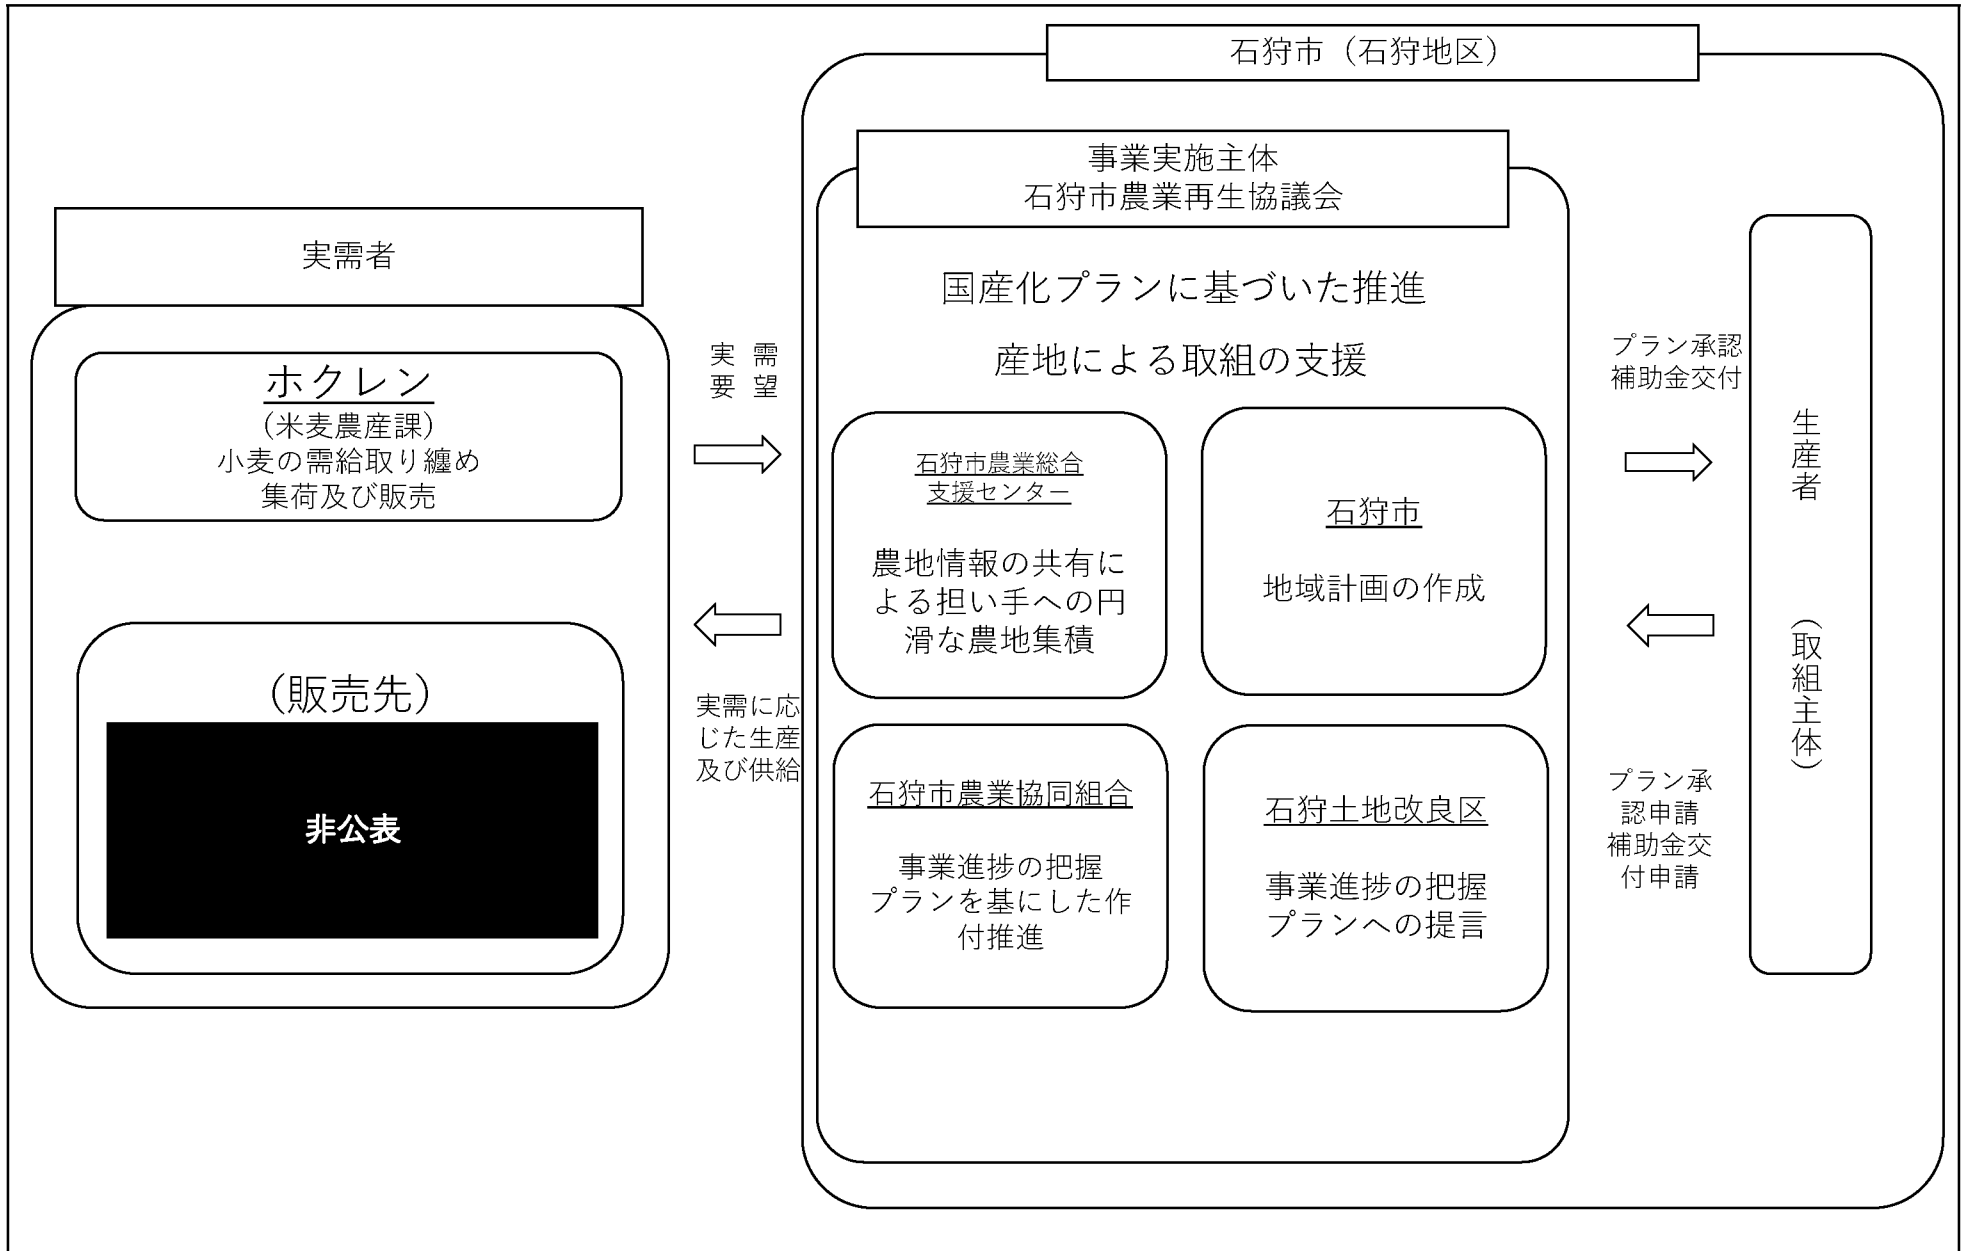 石狩市（石狩地区）
事業実施主体
石狩市農業再生協議会
実需者
国産化プランに基づいた推進
産地による取組の支援
ホクレン
（米麦農産課）
小麦の需給取り纏め
集荷及び販売
（販売先）
非公表
実 需
要 望
実需に応
じた生産
及び供給
石狩市農業総合
支援センター
農地情報の共有に
よる担い手への円
滑な農地集積
石狩市
地域計画の作成
石狩市農業協同組合
事業進捗の把握
プランを基にした作
付推進
石狩土地改良区
事業進捗の把握
プランへの提言
プラン承認
補助金交付
プラン承
認申請
補助金交
付申請
生産者（取組主体）